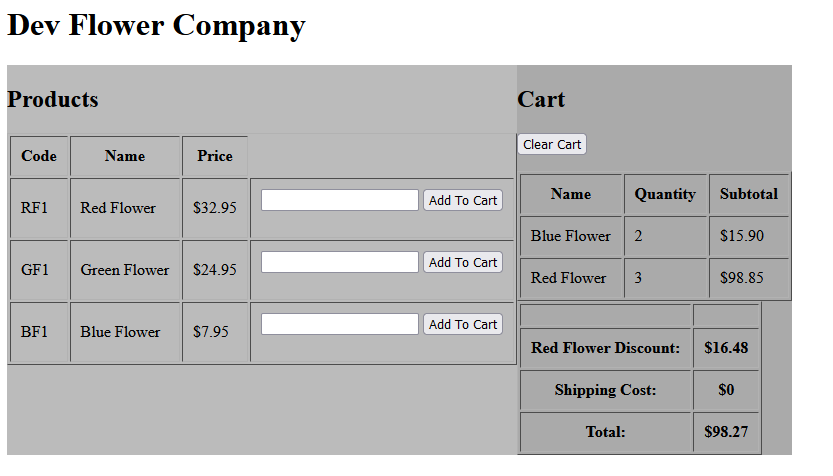 Dev Flower Company
Products
Code Name Price
RF1 Red Flower $32.95 Add To Cart
GF1 Green Flower $24.95 Add To Cart
BF1 Blue Flower $7.95 Add To Cart
Cart
Clear Cart
Name Quantity Subtotal
Blue Flower 2 $15.90
Red Flower 3 $98.85
Red Flower Discount: $16.48
Shipping Cost: $0
Total: $98.27